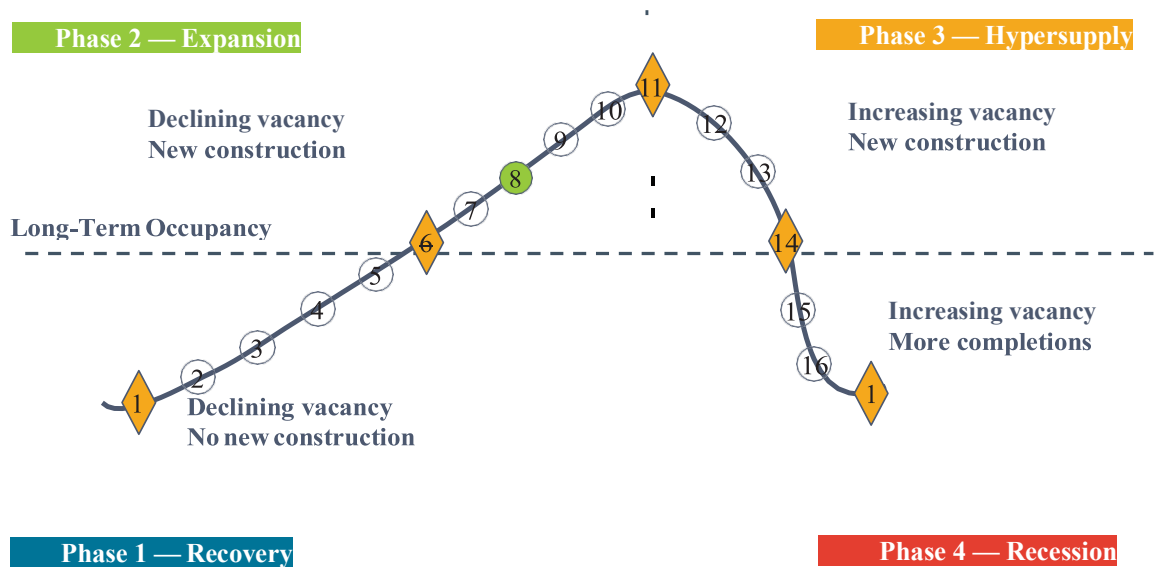 Phase 2 — Expansion
Phase 3 — Hypersupply
Declining vacancy
New construction
Increasing vacancy
New construction
11
10
12
9
13
8
7
Long-Term Occupancy
6
14
5
4
15
Increasing vacancy
More completions
3
16
2
1
1
Declining vacancy
No new construction
Phase 1 — Recovery
Phase 4 — Recession